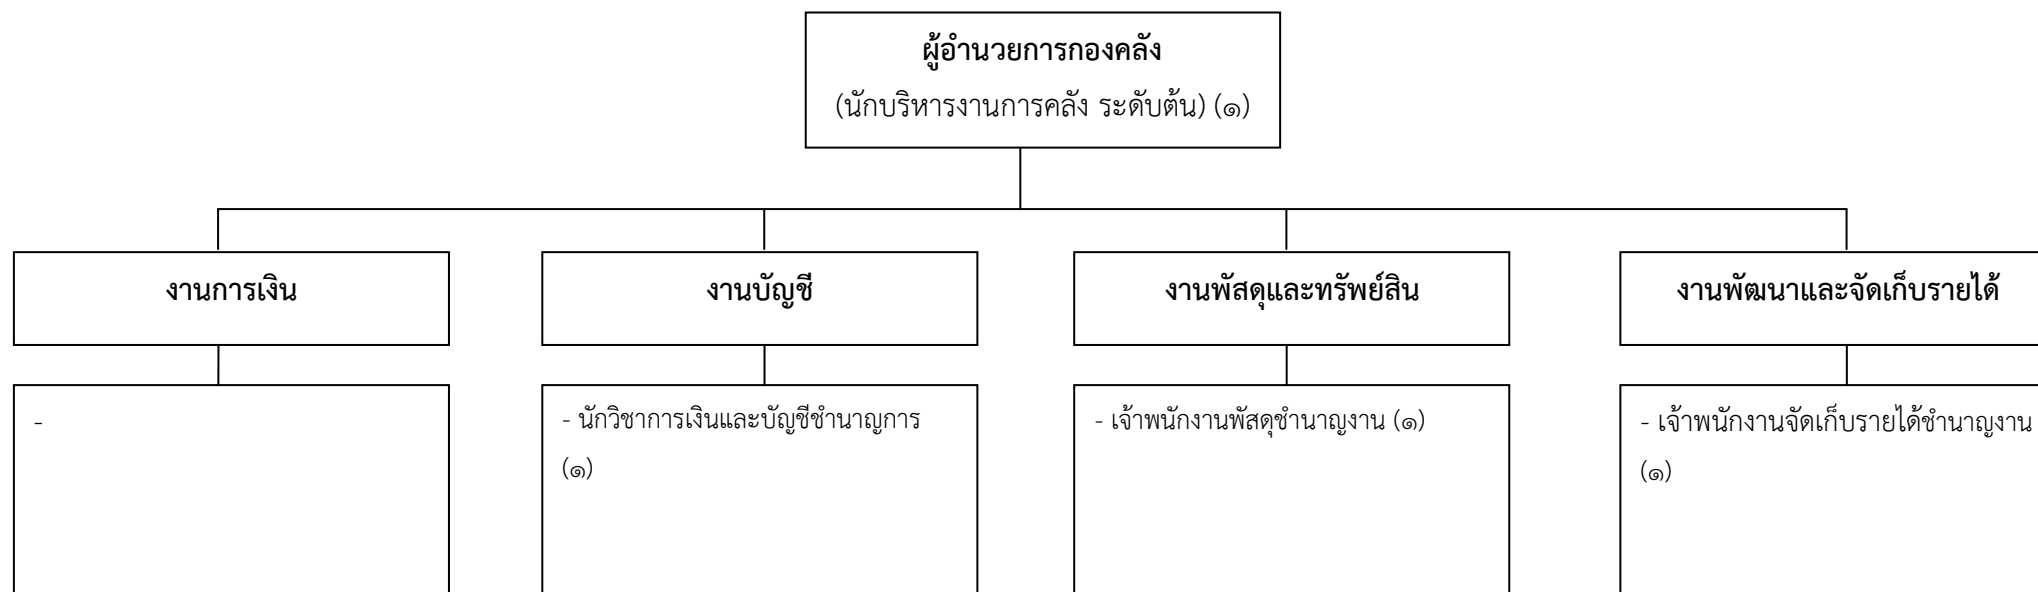 ผู้อำนวยการกองคลัง
(นักบริหารงานการคลัง ระดับต้น) (๑)
งานการเงิน
งานบัญชี
งานพัสดุและทรัพย์สิน
งานพัฒนาและจัดเก็บรายได้
-
- นักวิชาการเงินและบัญชีชำนาญการ
(๑)
- เจ้าพนักงานพัสดุชำนาญงาน (๑)
- เจ้าพนักงานจัดเก็บรายได้ชำนาญงาน
(๑)